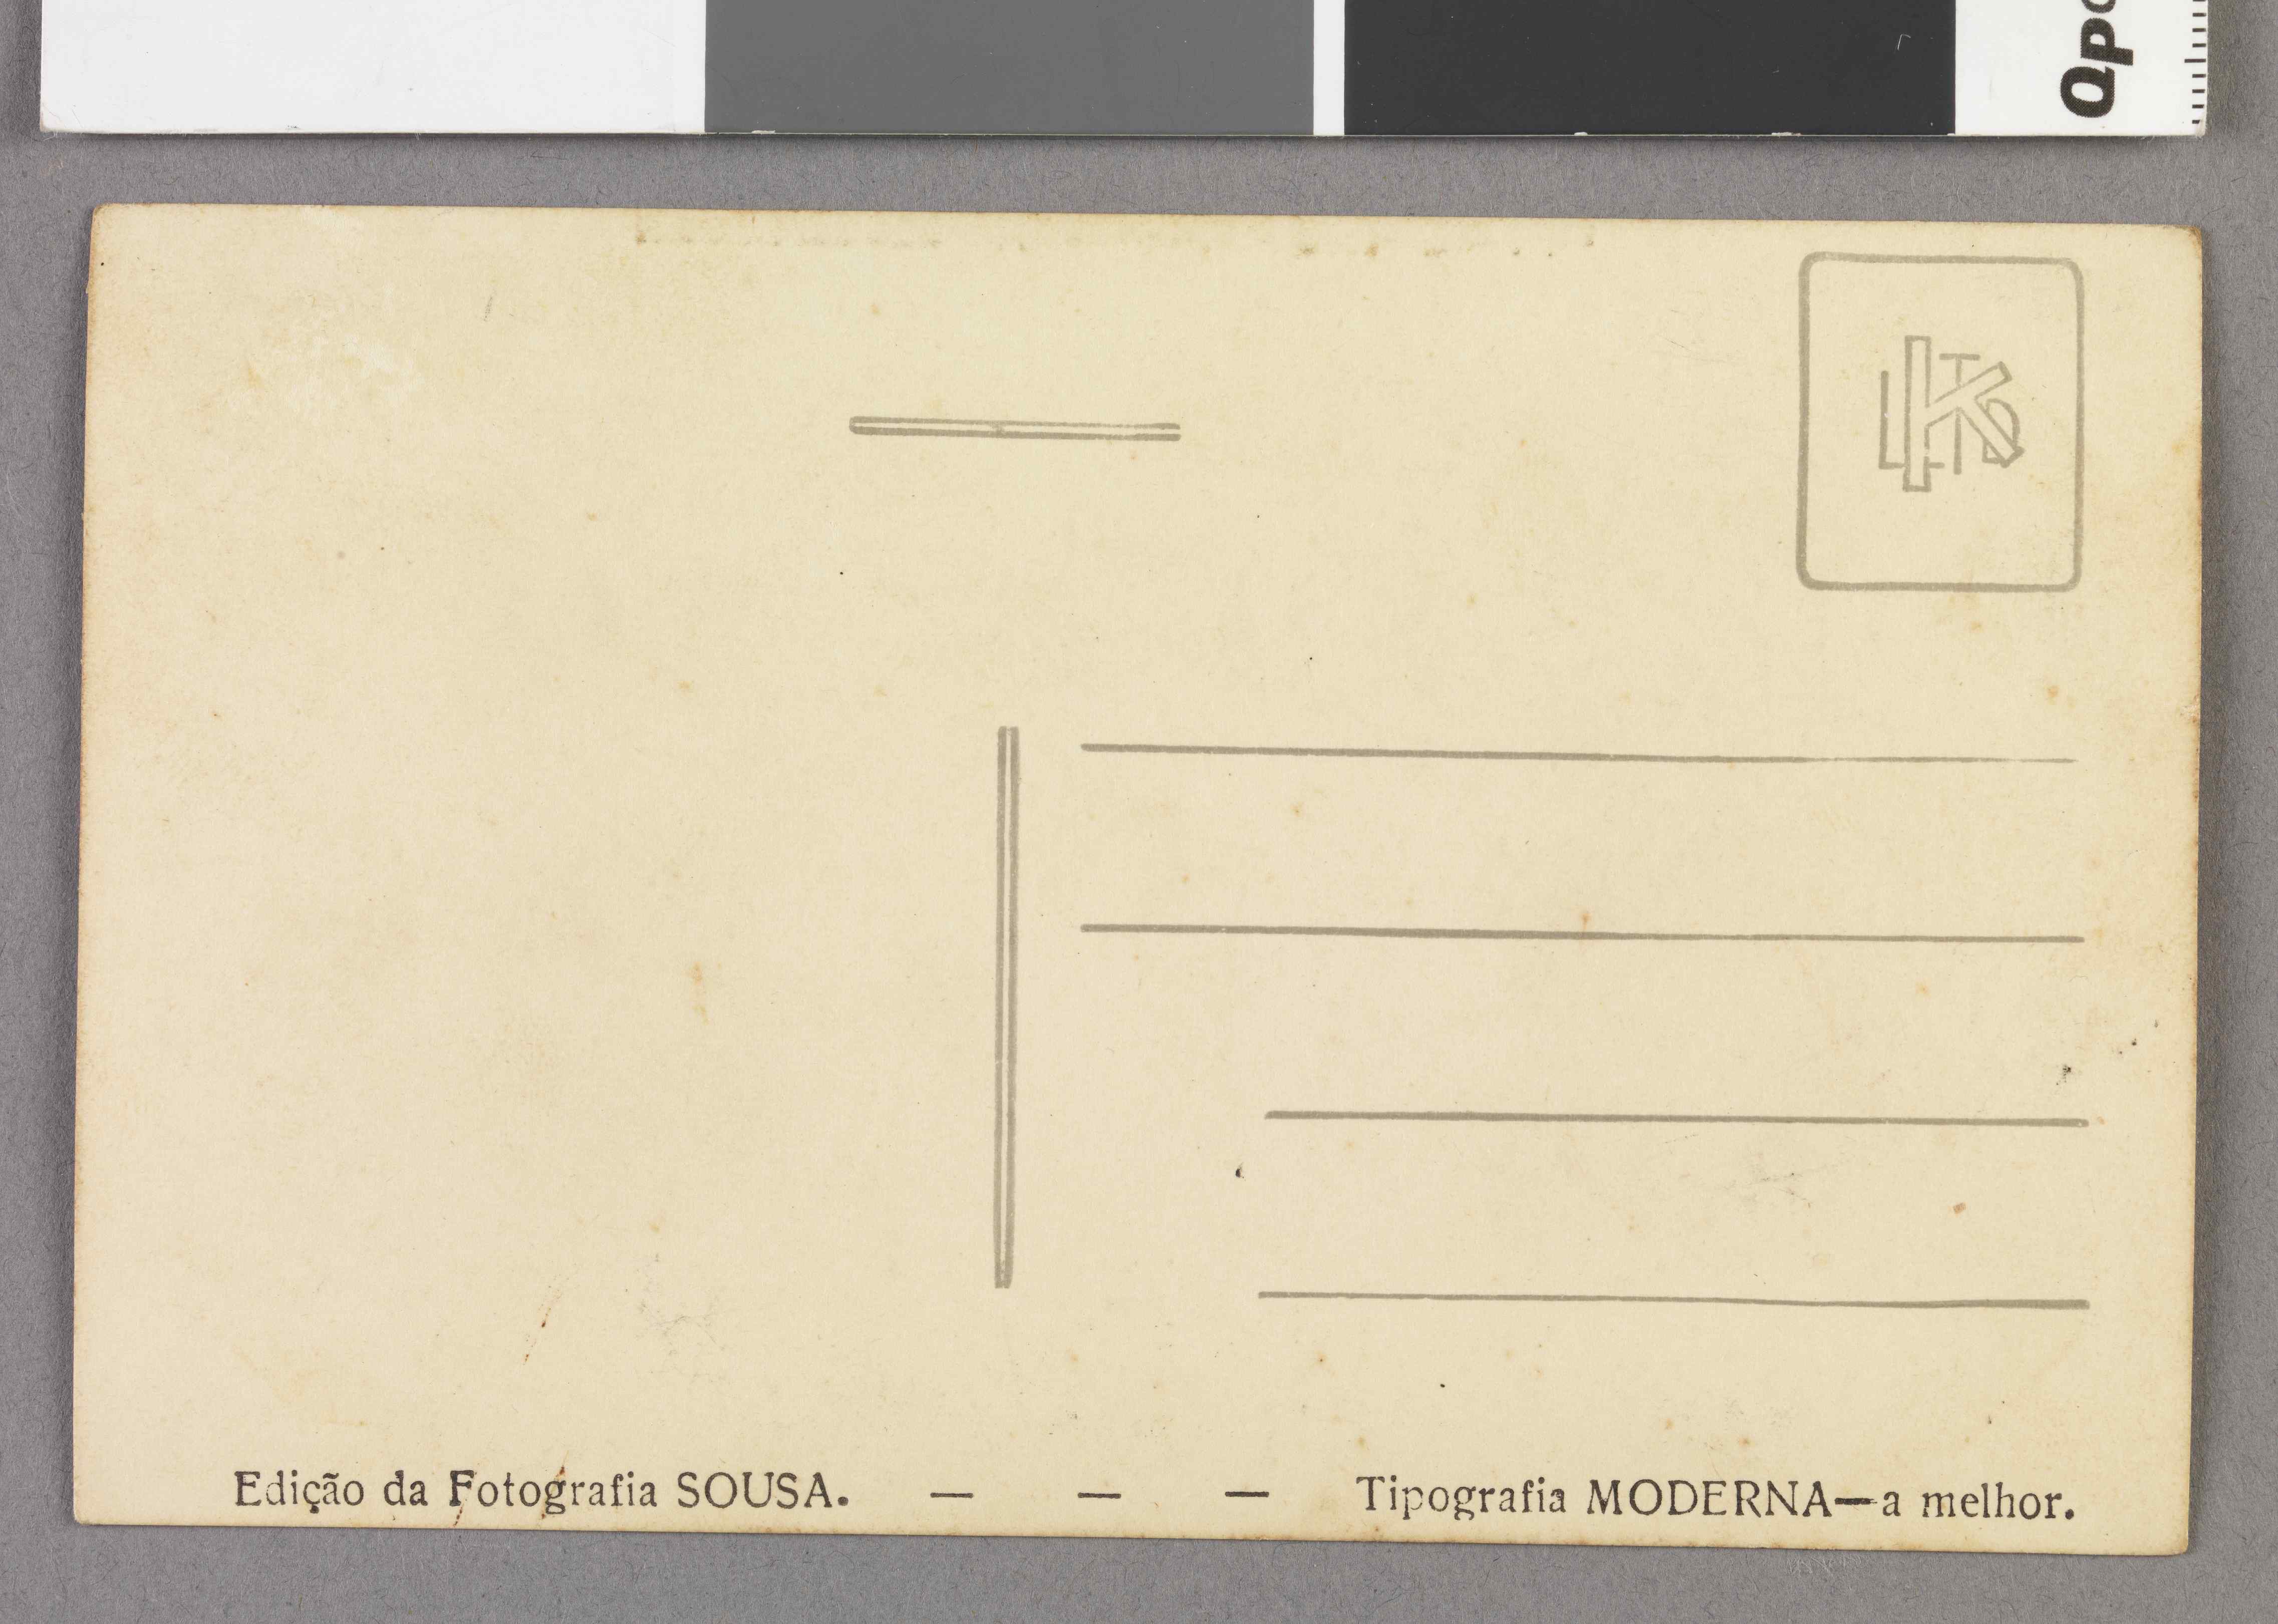 Edição da Fotografia SOUSA. — — — Tipografia MODERNA—a melhor.